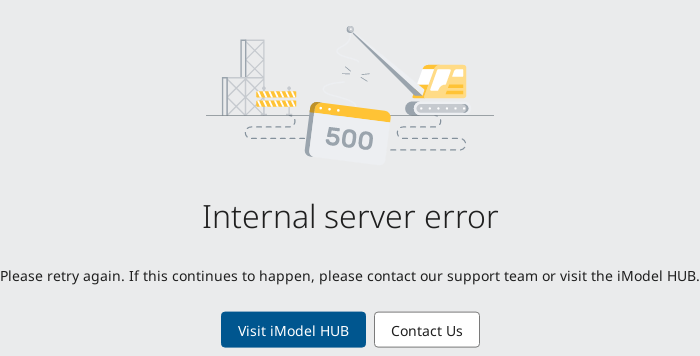 500
Internal server error
Please retry again. If this continues to happen, please contact our support team or visit the iModel HUB.
Visit iModel HUB
Contact Us